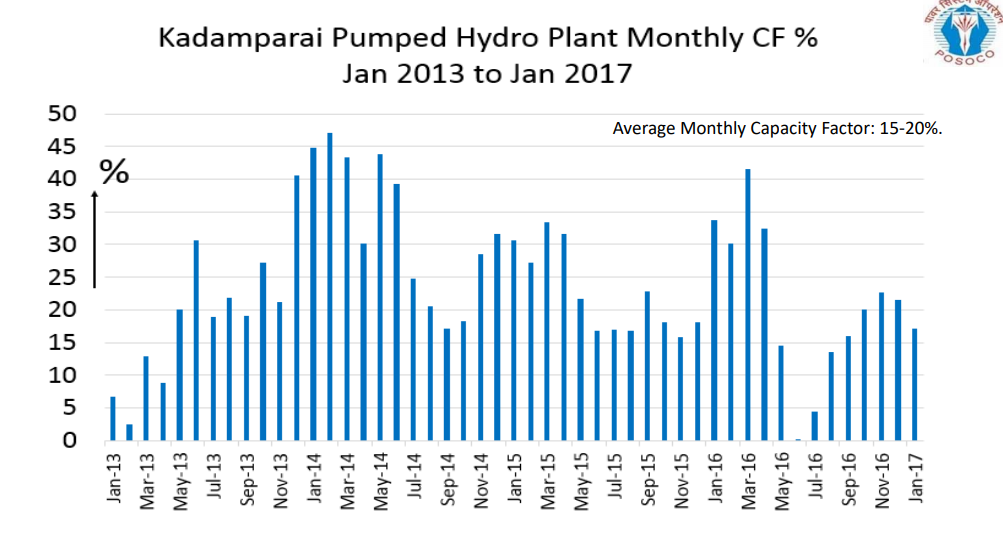 पावर सिस्टम ऑपरेशन
POSOCO
Kadamparai Pumped Hydro Plant Monthly CF %
Jan 2013 to Jan 2017
Average Monthly Capacity Factor: 15-20%.
%
50
45
40
35
30
25
20
15
10
5
0
Jan-13
Mar-13
May-13
Jul-13
Sep-13
Nov-13
Jan-14
Mar-14
May-14
Jul-14
Sep-14
Nov-14
Jan-15
Mar-15
May-15
Jul-15
Sep-15
Nov-15
Jan-16
Mar-16
May-16
Jul-16
Sep-16
Nov-16
Jan-17